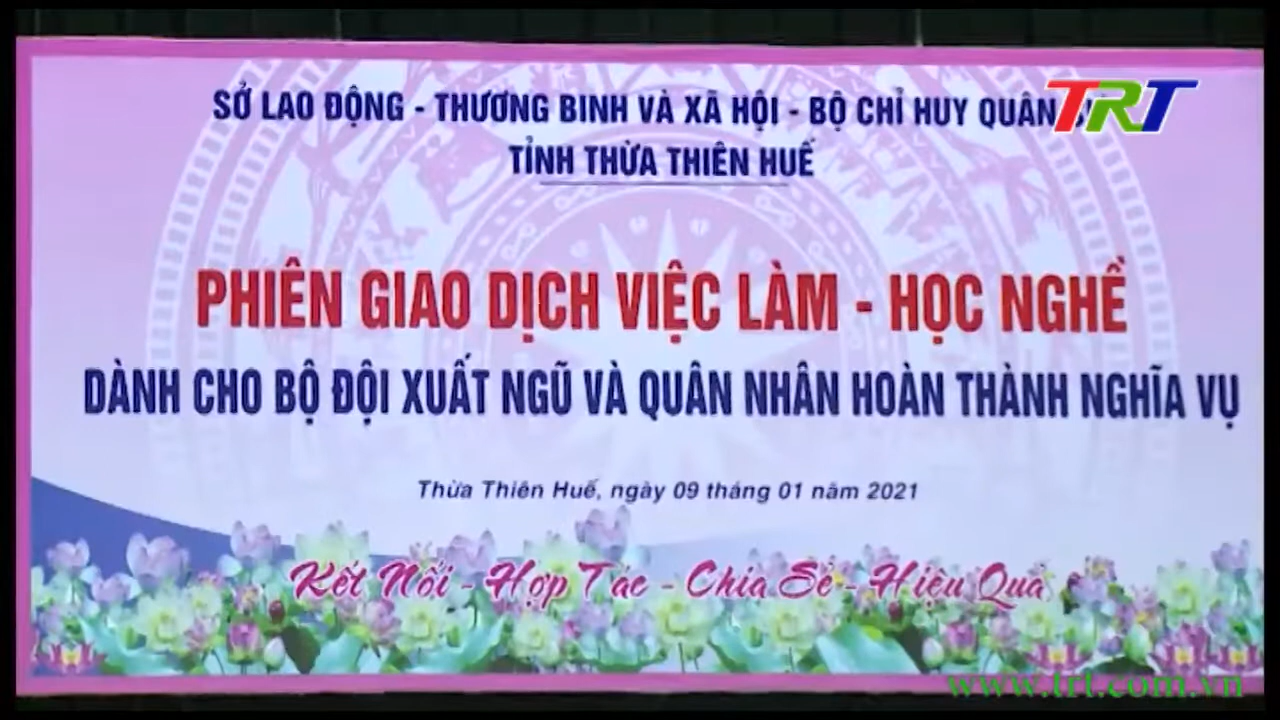 SỞ LAO ĐỘNG - THƯƠNG BINH VÀ XÃ HỘI - BỘ CHỈ HUY QUÂN
TRT
TỈNH THỪA THIÊN HUẾ
PHIÊN GIAO DỊCH VIỆC LÀM - HỌC NGHỀ
DÀNH CHO BỘ ĐỘI XUẤT NGŨ VÀ QUÂN NHÂN HOÀN THÀNH NGHĨA VỤ
Thừa Thiên Huế, ngày 09 tháng 01 năm 2021
Kết Nối - Hợp Tác - Chia Sẻ - Hiệu Quả
www.trt.com.vn